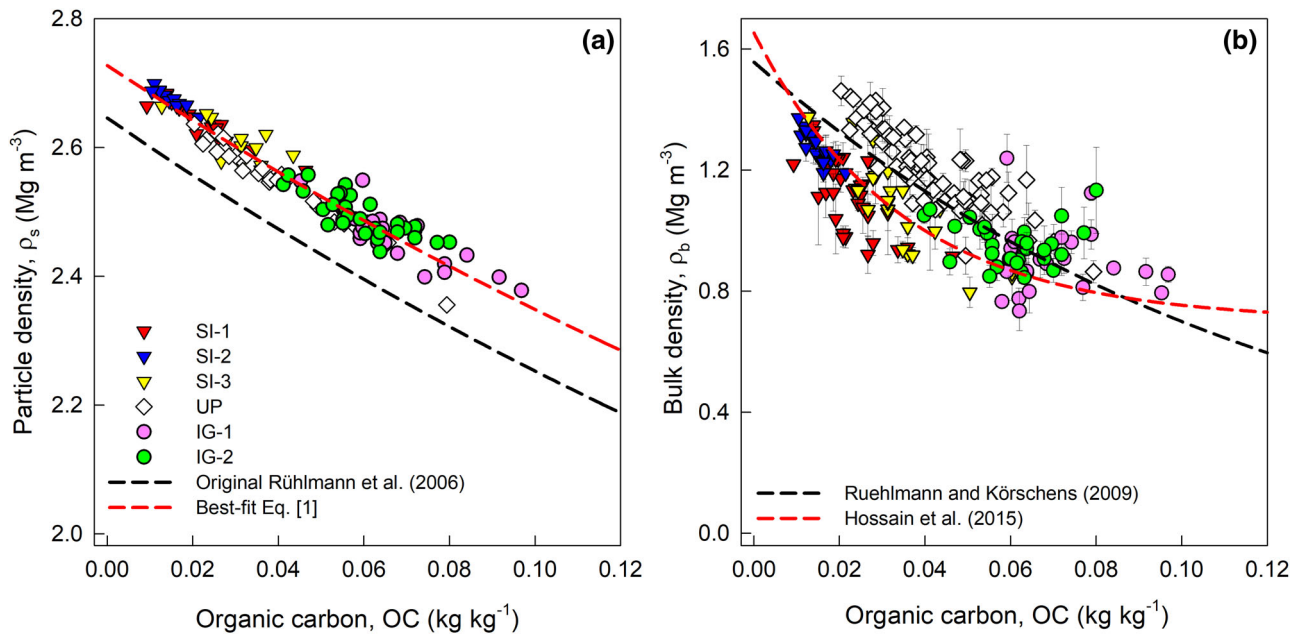 (a)
2.8
2.6
2.4
2.2
2.0
Particle density, ρs (Mg m-3)
SI-1
SI-2
SI-3
UP
IG-1
IG-2
Original Rühlmann et al. (2006)
Best-fit Eq. [1]
0.00 0.02 0.04 0.06 0.08 0.10 0.12
Organic carbon, OC (kg kg-1)
(b)
1.6
1.2
0.8
0.4
0.0
Bulk density, ρb (Mg m-3)
Ruehlmann and Körschens (2009)
Hossain et al. (2015)
0.00 0.02 0.04 0.06 0.08 0.10 0.12
Organic carbon, OC (kg kg-1)